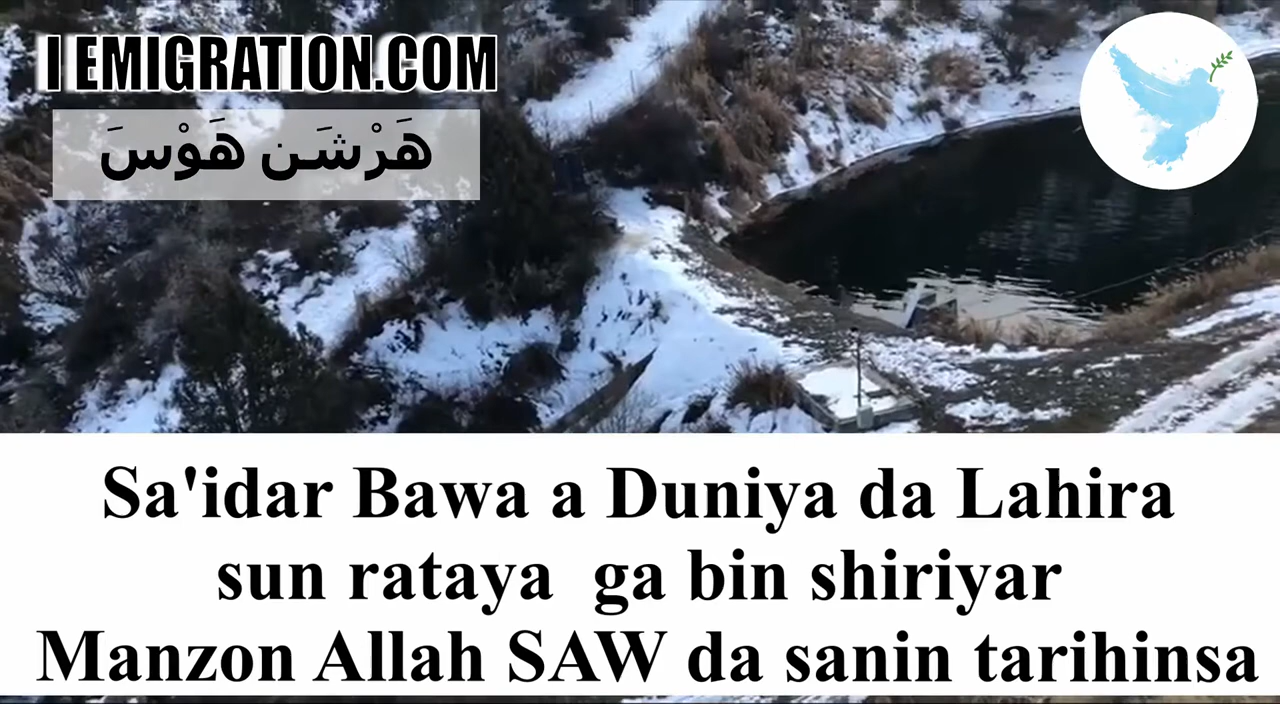 I EMIGRATION.COM
هَرْشَن هَوْسَ
Sa'idar Bawa a Duniya da Lahira
sun rataya ga bin shiriyar
Manzon Allah SAW da sanin tarihinsa